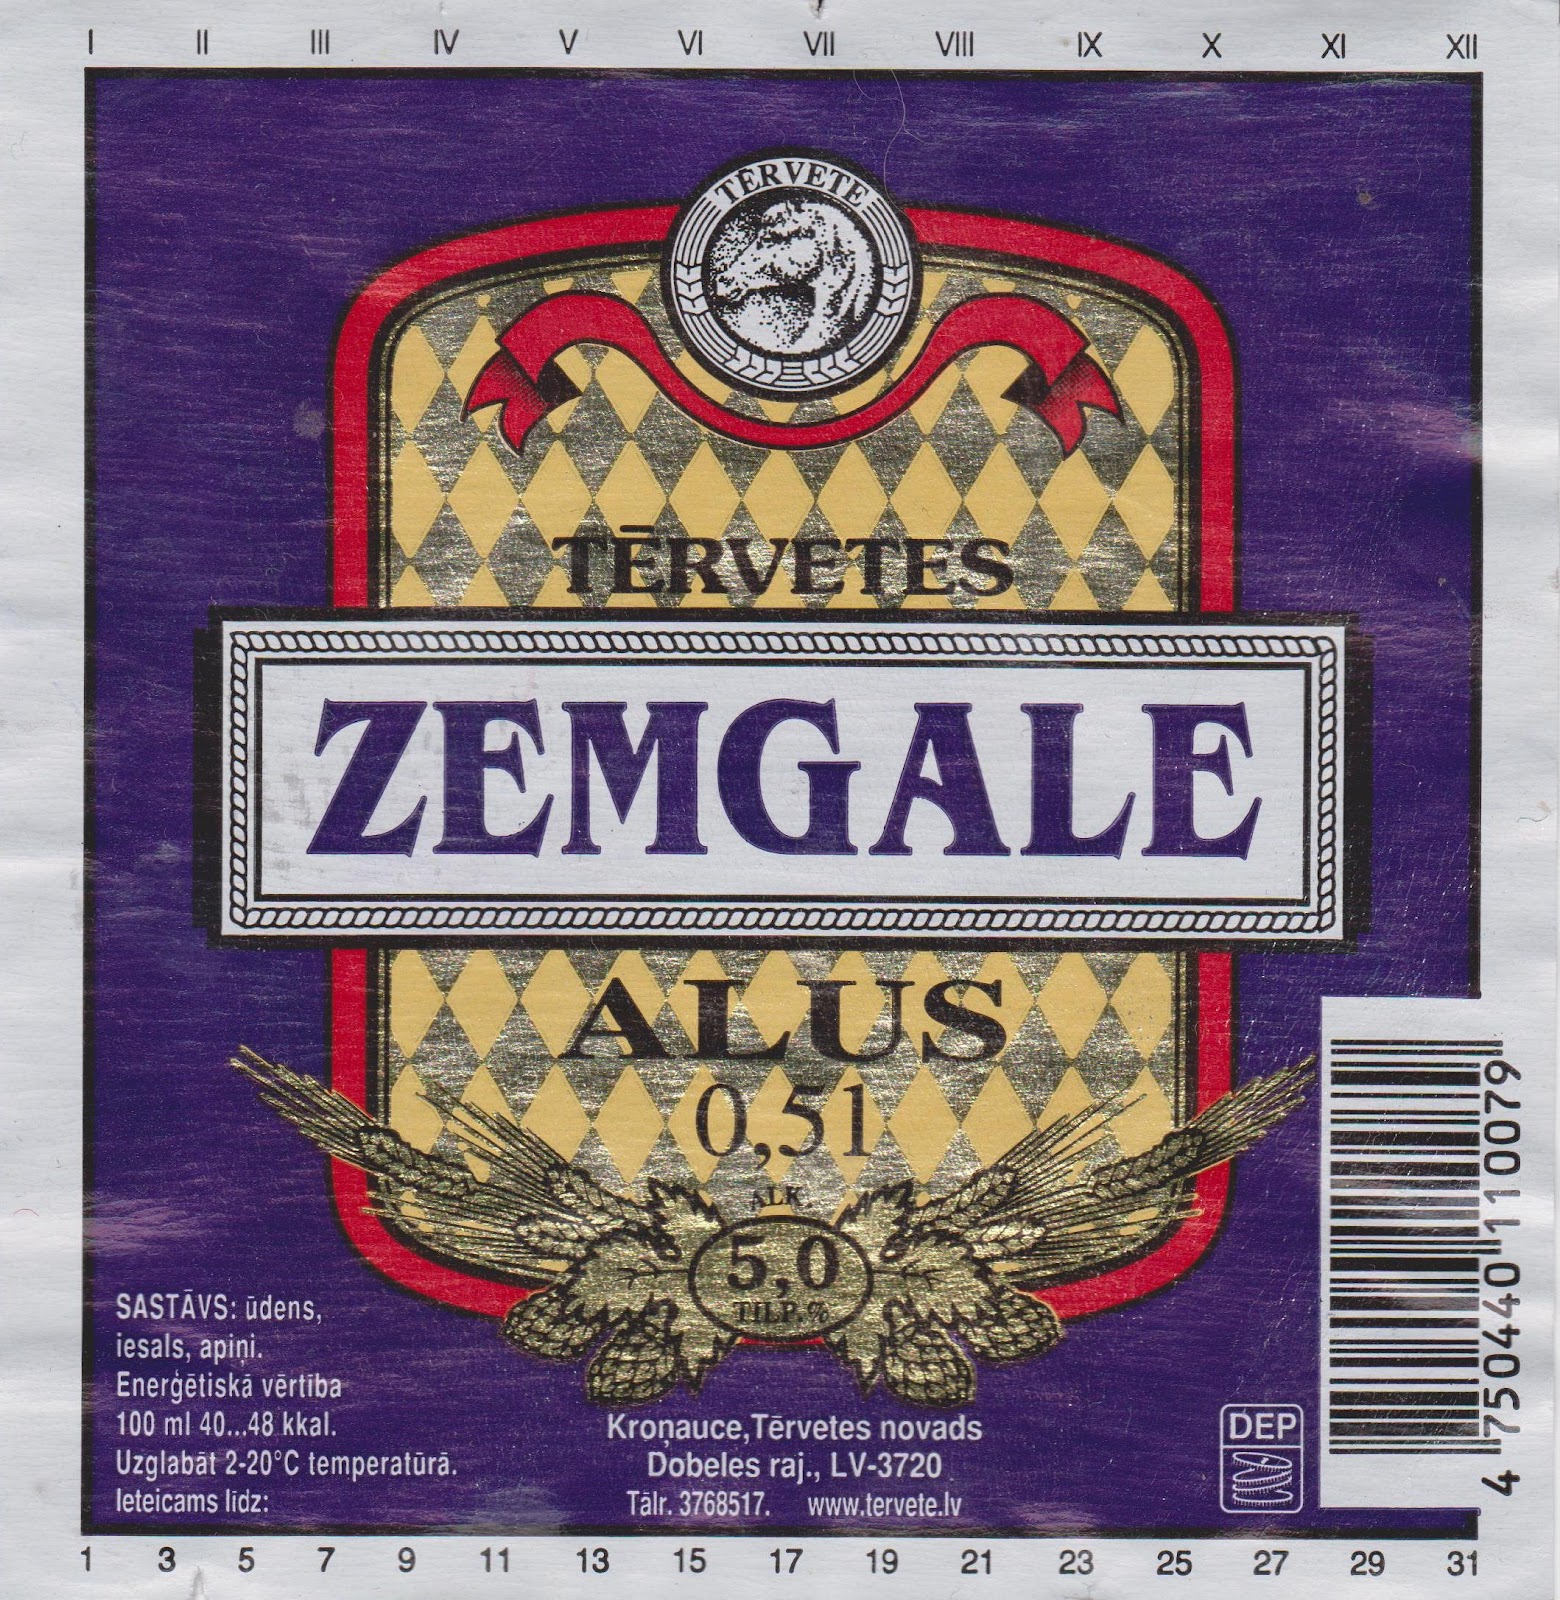 I II III IV V VI VII VIII IX X XI XII
TĒRVETE
TĒRVETES
ZEMGALE
ALUS
0,5l
ALK.
5,0
TILP.%
SASTĀVS: ūdens,
iesals, apiņi.
Enerģētiskā vērtība
100 ml 40...48 kkal.
Uzglabāt 2-20°C temperatūrā.
Ieteicams līdz:
Kroņauce,Tērvetes novads
Dobeles raj., LV-3720
Tālr. 3768517. www.tervete.lv
DEP
4 750440 110079
1 3 5 7 9 11 13 15 17 19 21 23 25 27 29 31